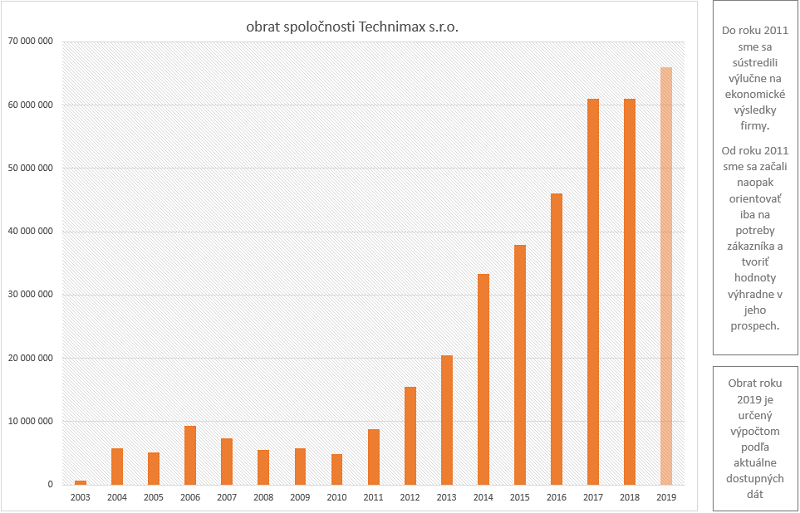 obrat spoločnosti Technimax s.r.o.
70 000 000
60 000 000
50 000 000
40 000 000
30 000 000
20 000 000
10 000 000
0
2003 2004 2005 2006 2007 2008 2009 2010 2011 2012 2013 2014 2015 2016 2017 2018 2019
Do roku 2011
sme sa
sústredili
výlučne na
ekonomické
výsledky
firmy.
Od roku 2011
sme sa začali
naopak
orientovať
iba na
potreby
zákazníka a
tvoriť
hodnoty
výhradne v
jeho
prospech.
Obrat roku
2019 je
určený
výpočtom
podľa
aktuálne
dostupných
dát